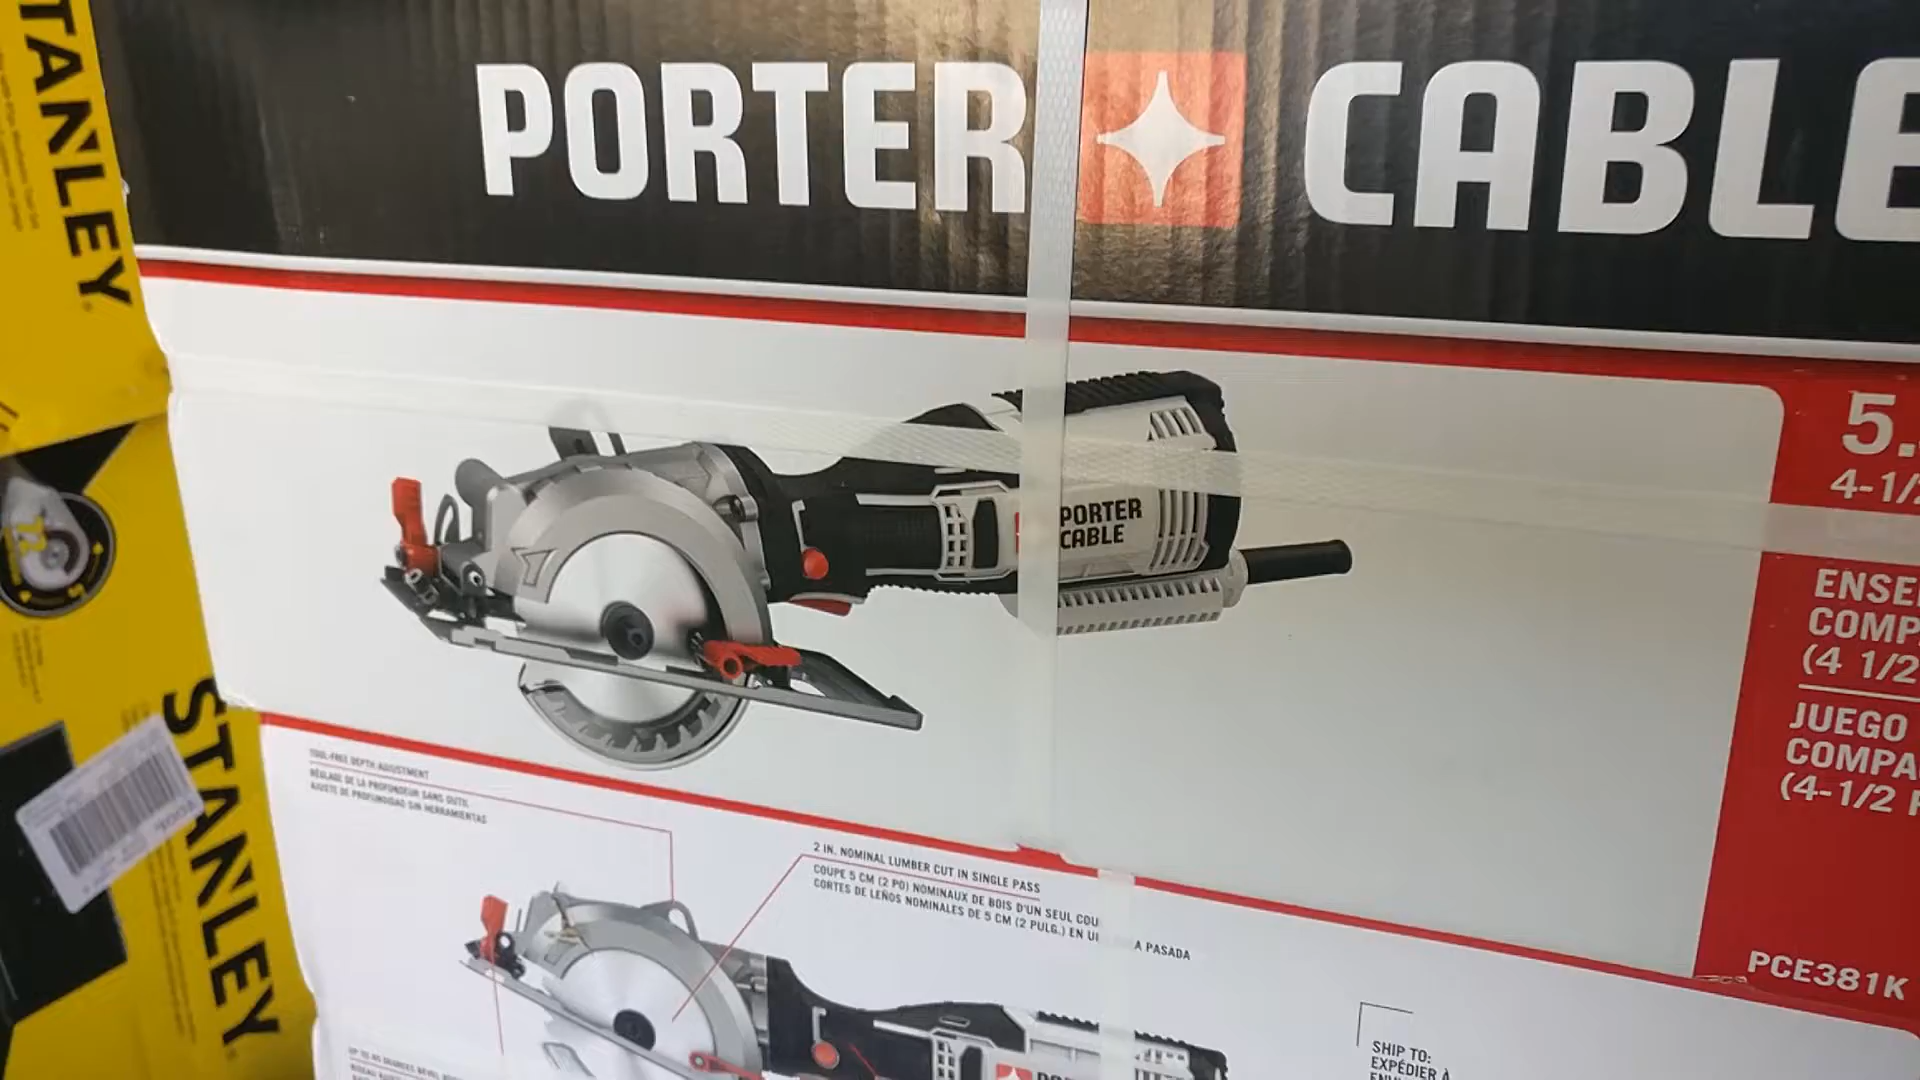 STANLEY
PORTER CABLE
PORTER
CABLE
5.
4-1/2
ENSE
COMP
(4 1/2
JUEGO
COMPA
(4-1/2 P
PCE381K
STANLEY
TOOL-FREE DEPTH ADJUSTMENT
RÉGLAGE DE LA PROFONDEUR SANS OUTIL
AJUSTE DE PROFUNDIDAD SIN HERRAMIENTAS
2 IN. NOMINAL LUMBER CUT IN SINGLE PASS
COUPE 5 CM (2 PO) NOMINAUX DE BOIS D'UN SEUL COU
CORTES DE LEÑOS NOMINALES DE 5 CM (2 PULG.) EN U A PASADA
SHIP TO:
EXPÉDIER À